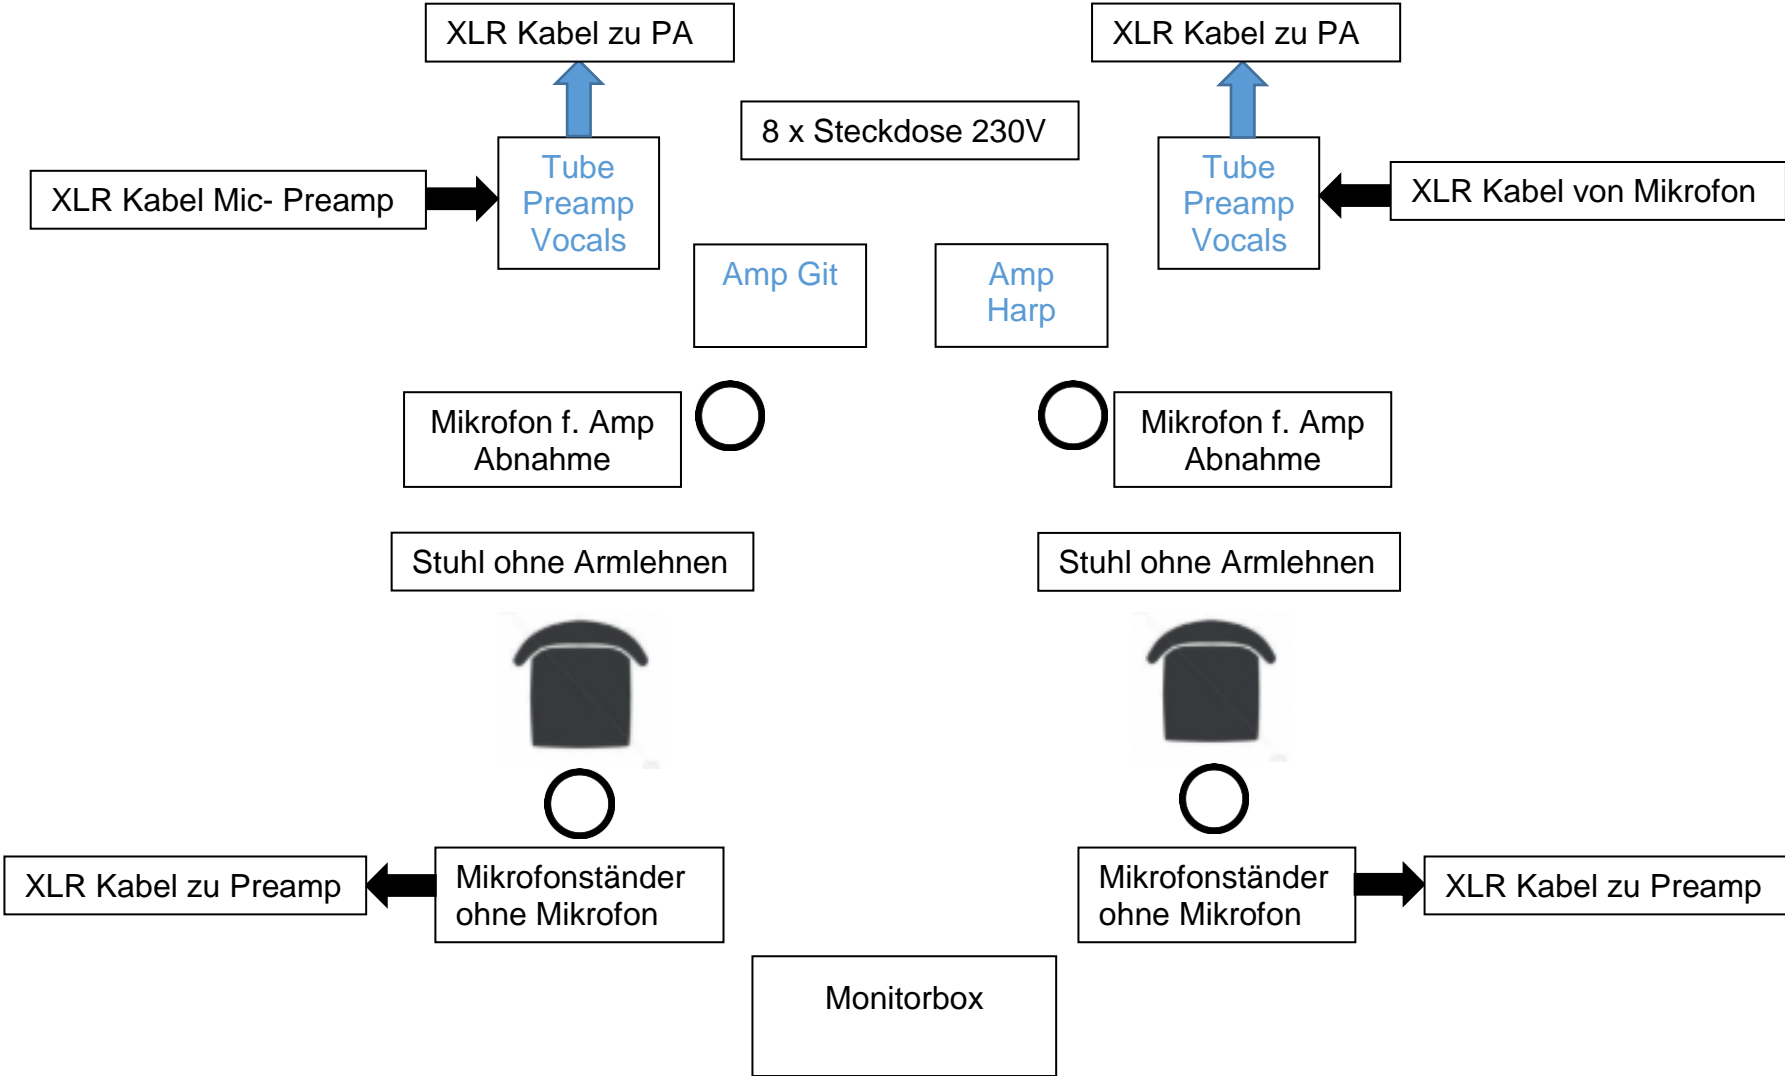 XLR Kabel zu PA
XLR Kabel zu PA
8 x Steckdose 230V
XLR Kabel Mic- Preamp
Tube
Preamp
Vocals
Tube
Preamp
Vocals
XLR Kabel von Mikrofon
Amp Git
Amp
Harp
Mikrofon f. Amp
Abnahme
Mikrofon f. Amp
Abnahme
Stuhl ohne Armlehnen
Stuhl ohne Armlehnen
XLR Kabel zu Preamp
Mikrofonständer
ohne Mikrofon
Mikrofonständer
ohne Mikrofon
XLR Kabel zu Preamp
Monitorbox